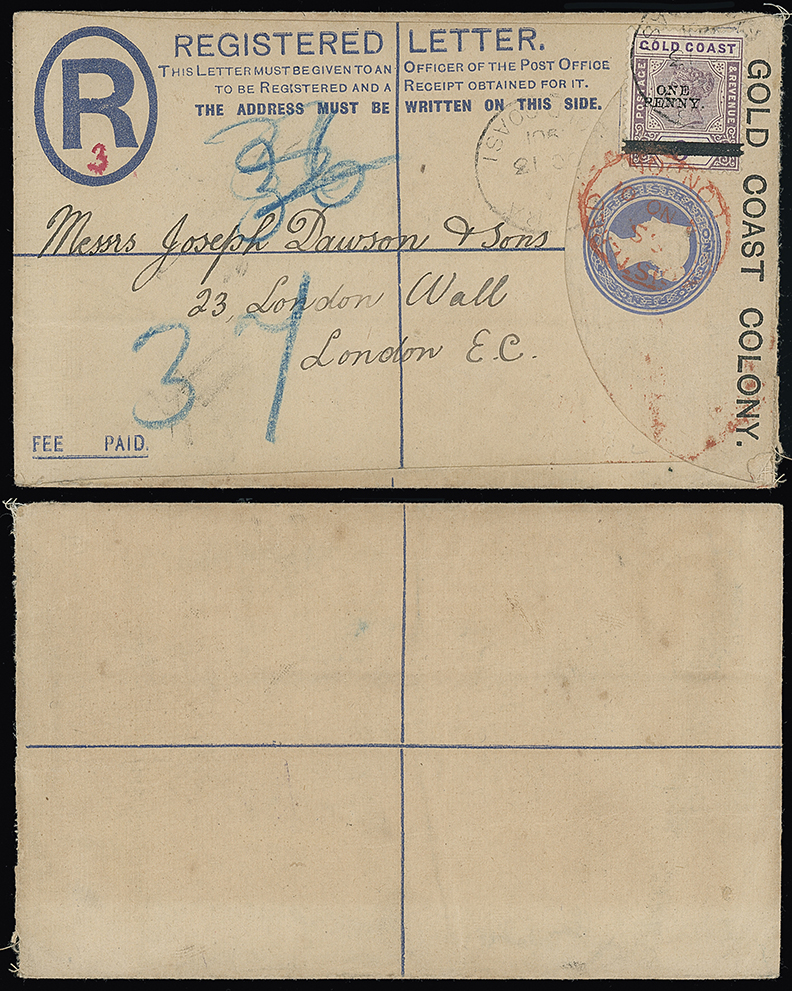 REGISTERED LETTER.
THIS LETTER MUST BE GIVEN TO AN OFFICER OF THE POST OFFICE
TO BE REGISTERED AND A RECEIPT OBTAINED FOR IT.
THE ADDRESS MUST BE WRITTEN ON THIS SIDE.
R
3
GOLD COAST
POSTAGE & REVENUE
ONE
PENNY.
GOLD COAST COLONY.
COAST
Messrs Joseph Dawson & Sons
23, London Wall
London E.C.
37
FEE PAID.